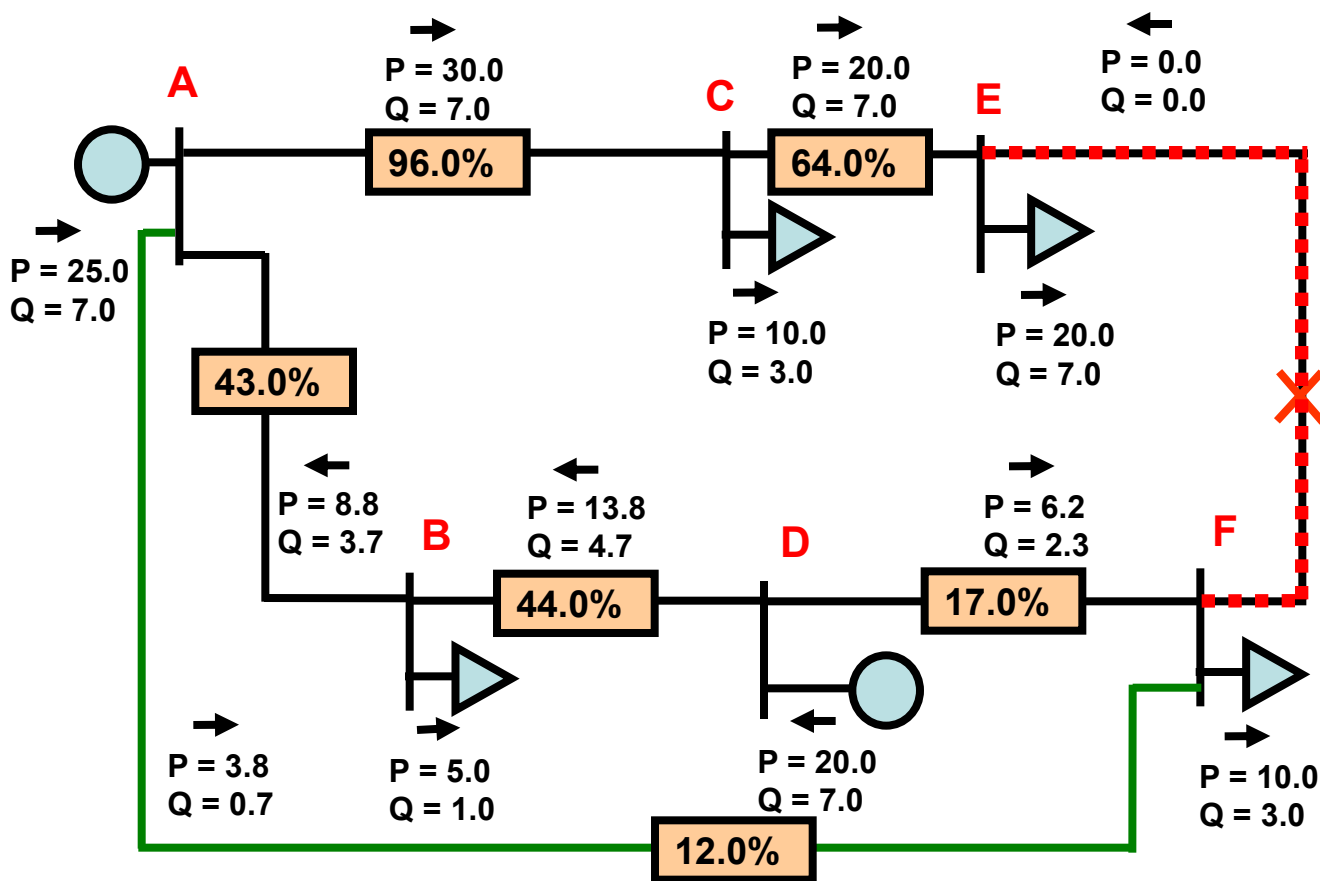 P = 30.0
Q = 7.0
P = 20.0
Q = 7.0
P = 0.0
Q = 0.0
A
C
E
96.0%
64.0%
P = 25.0
Q = 7.0
P = 10.0
Q = 3.0
P = 20.0
Q = 7.0
43.0%
P = 8.8
Q = 3.7
P = 13.8
Q = 4.7
P = 6.2
Q = 2.3
B
D
F
44.0%
17.0%
P = 3.8
Q = 0.7
P = 5.0
Q = 1.0
P = 20.0
Q = 7.0
P = 10.0
Q = 3.0
12.0%